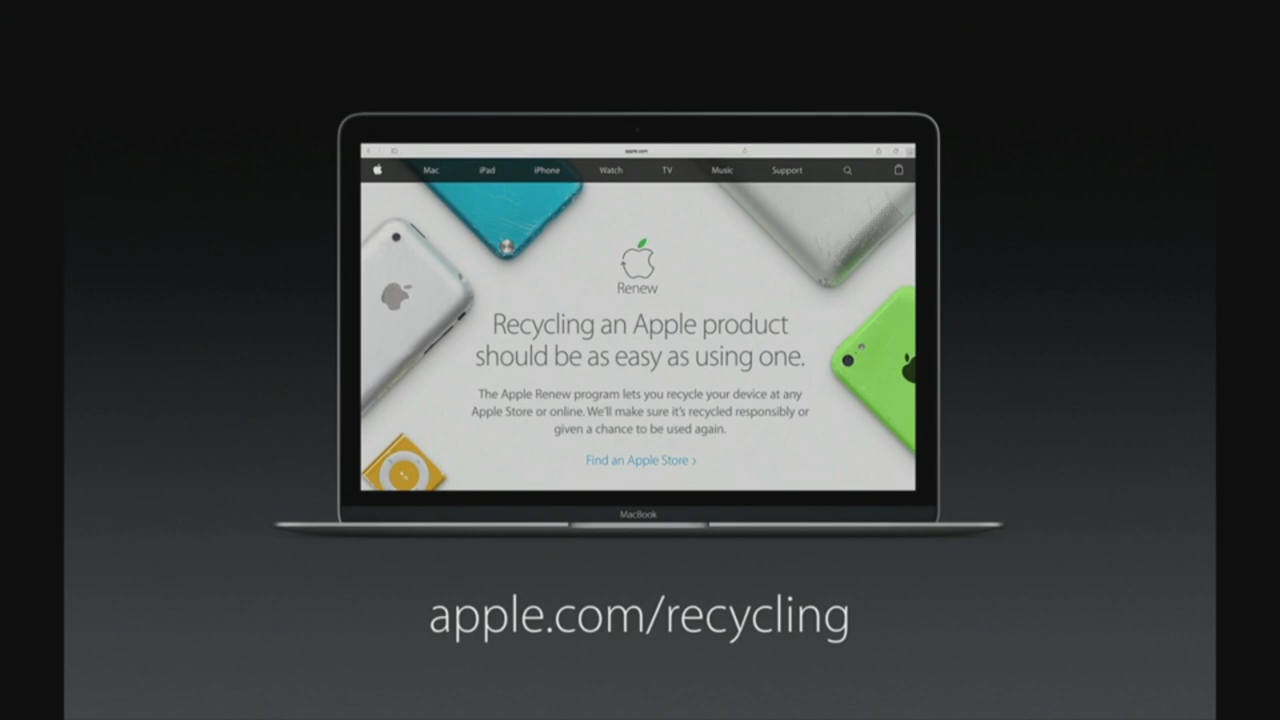 apple.com
Mac iPad iPhone Watch TV Music Support
Renew
Recycling an Apple product
should be as easy as using one.
The Apple Renew program lets you recycle your device at any
Apple Store or online. We'll make sure it's recycled responsibly or
given a chance to be used again.
Find an Apple Store >
MacBook
apple.com/recycling